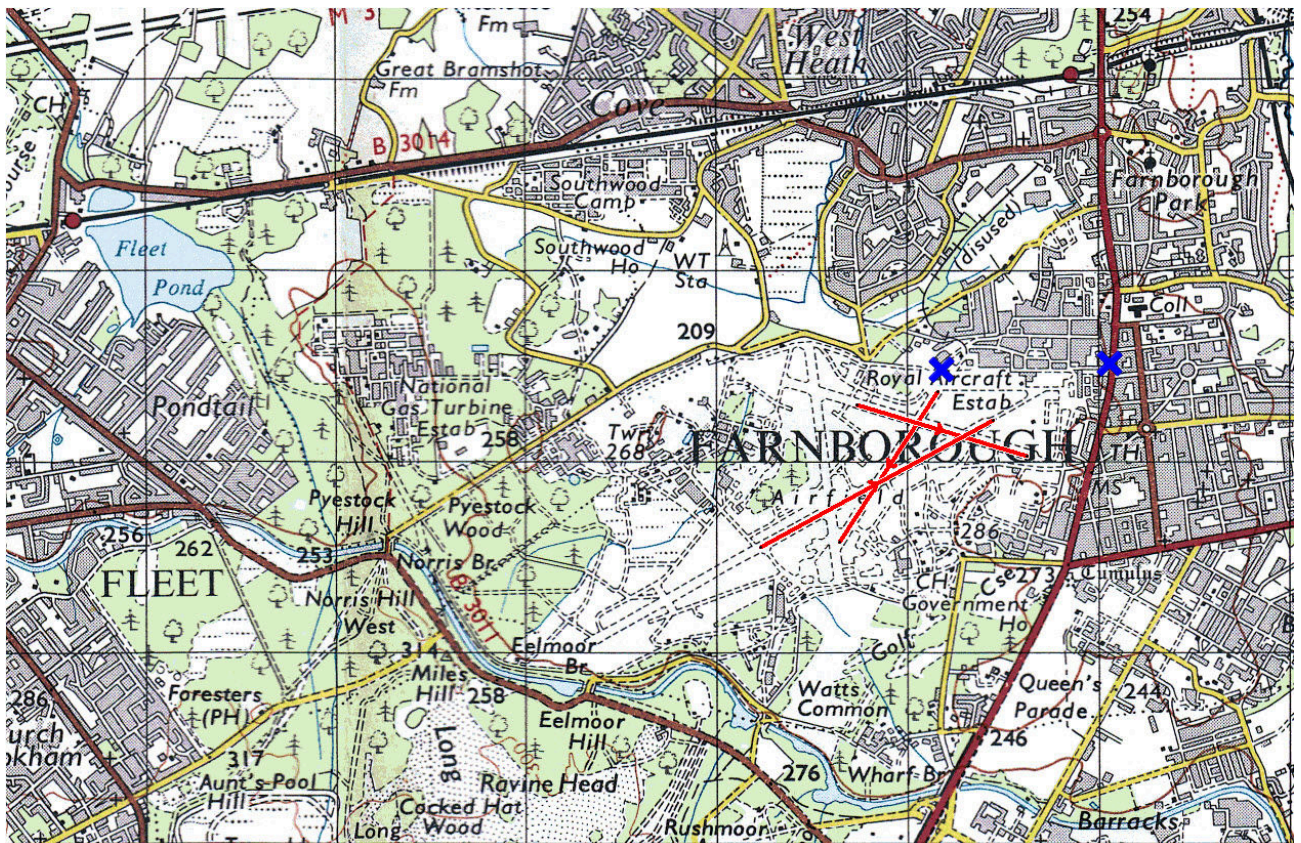 M 3
Fm
West
Heath
254
Great Bramshot
Fm
CH
Cove
B 3014
Southwood
Camp
Farnborough
Park
Fleet
Pond
Southwood
Ho
WT
Sta
disused)
Coll
209
National
Gas Turbine
Estab
258
Royal Aircraft
Estab
Pondtail
Twr
268
FARNBOROUGH
TH
Airfield
MS
Pyestock
Hill
Pyestock
Wood
286
256
262
253
Norris Br
B 3011
CH
Cse
273
Cumulus
FLEET
Norris Hill
West
Government
Ho
Golf
314
Miles
Hill
258
Eelmoor
Br
Eelmoor
Hill
Watts
Common
Queen's
Parade
244
286
Foresters
(PH)
urch
okham
317
Aunt's Pool
Hill
Long
Ravine Head
276
Wharf Br
246
Cocked Hat
Wood
Long
Rushmoor
Barracks